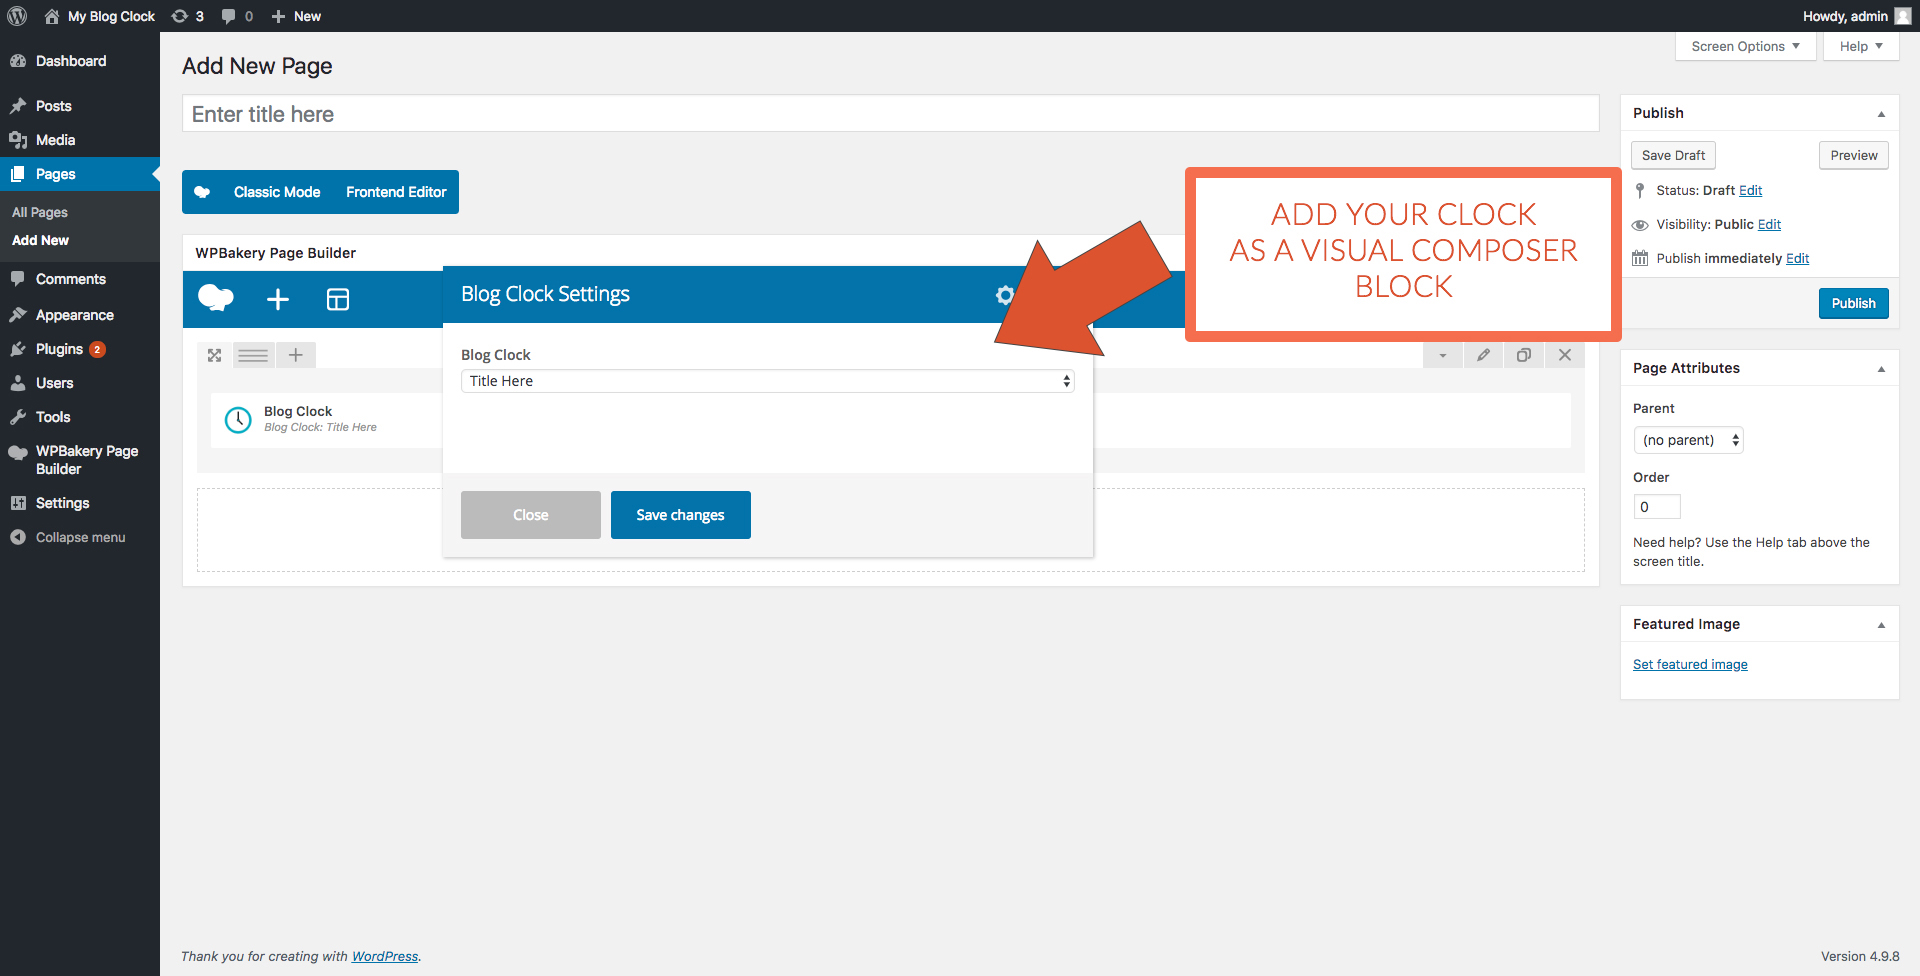 My Blog Clock
3
0
New
Howdy, admin
Dashboard
Posts
Media
Pages
All Pages
Add New
Comments
Appearance
Plugins 2
Users
Tools
WPBakery Page
Builder
Settings
Collapse menu
Screen Options
Help
Add New Page
Enter title here
Classic Mode
Frontend Editor
WPBakery Page Builder
Blog Clock Settings
ADD YOUR CLOCK
AS A VISUAL COMPOSER
BLOCK
Blog Clock
Title Here
Blog Clock
Blog Clock: Title Here
Close
Save changes
Publish
Save Draft
Preview
Status: Draft Edit
Visibility: Public Edit
Publish immediately Edit
Publish
Page Attributes
Parent
(no parent)
Order
0
Need help? Use the Help tab above the
screen title.
Featured Image
Set featured image
Thank you for creating with WordPress.
Version 4.9.8